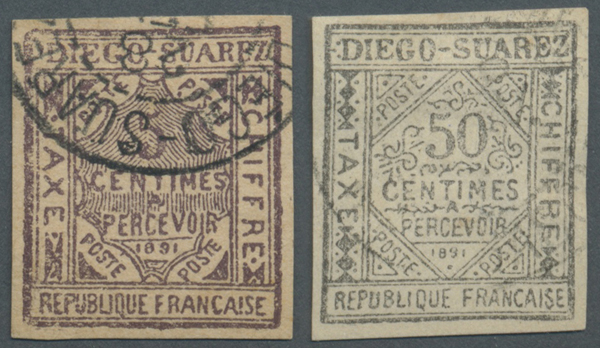 DIEGO-SUAREZ
POSTE
TAXE
CHIFFRE
CENTIMES
A
PERCEVOIR
1891
POSTE POSTE
REPUBLIQUE FRANCAISE
DIEGO-SUAREZ
POSTE POSTE
TAXE
CHIFFRE
50
CENTIMES
A
PERCEVOIR
1891
POSTE POSTE
REPUBLIQUE FRANCAISE